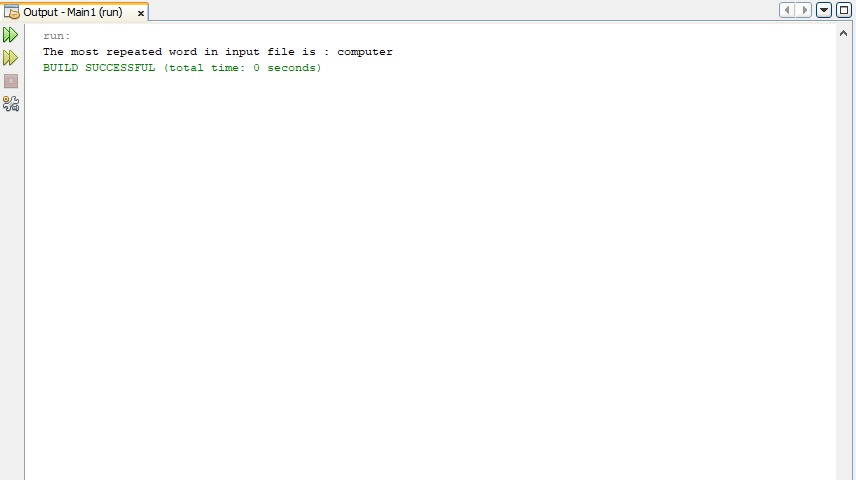 Output - Main1 (run)
run:
The most repeated word in input file is : computer
BUILD SUCCESSFUL (total time: 0 seconds)